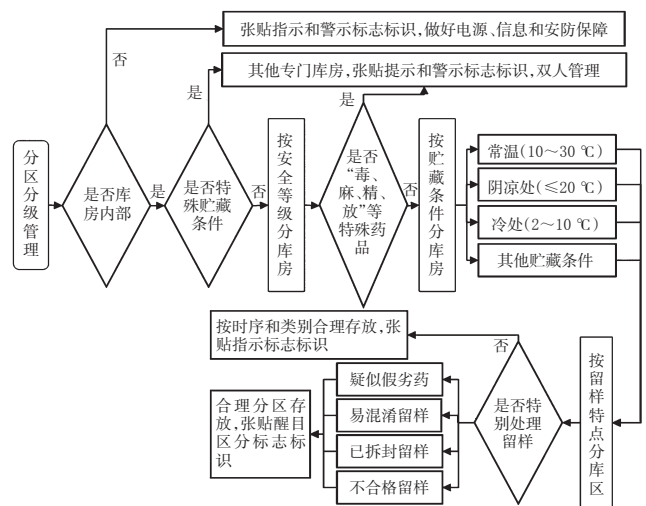 张贴指示和警示标志标识,做好电源、信息和安防保障
否
其他专门库房,张贴提示和警示标志标识,双人管理
是
是
分区分级管理
是否库
房内部
是
是否特
殊贮藏
条件
否
按安全等级分库房
是否
“毒、
麻、精、
放”等
特殊药
品
否
按贮藏条件分库房
常温(10～30 ℃)
阴凉处(≤20 ℃)
冷处(2～10 ℃)
其他贮藏条件
按时序和类别合理存放,张
贴指示标志标识
否
按留样特点分库区
是否特
别处理
留样
疑似假劣药
易混淆留样
已拆封留样
不合格留样
合理分区存
放,张贴醒目
区分标志标
识